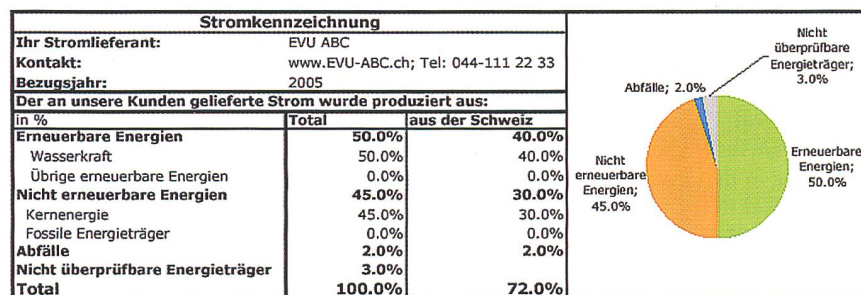 Stromkennzeichnung
Ihr Stromlieferant: EVU ABC
Kontakt: www.EVU-ABC.ch; Tel: 044-111 22 33
Bezugsjahr: 2005
Der an unsere Kunden gelieferte Strom wurde produziert aus:
in % Total aus der Schweiz
Erneuerbare Energien 50.0% 40.0%
Wasserkraft 50.0% 40.0%
Übrige erneuerbare Energien 0.0% 0.0%
Nicht erneuerbare Energien 45.0% 30.0%
Kernenergie 45.0% 30.0%
Fossile Energieträger 0.0% 0.0%
Abfälle 2.0% 2.0%
Nicht überprüfbare Energieträger 3.0%
Total 100.0% 72.0%
Nicht
überprüfbare
Energieträger;
3.0%
Abfälle; 2.0%
Nicht
erneuerbare
Energien;
45.0%
Erneuerbare
Energien;
50.0%